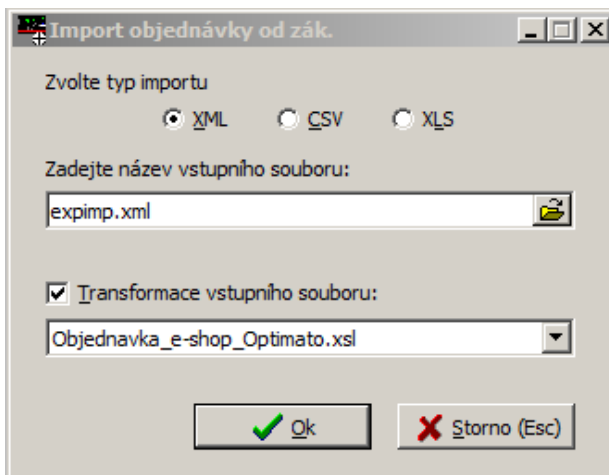 Import objednávky od zák.
Zvolte typ importu
XML CSV XLS
Zadejte název vstupního souboru:
expimp.xml
Transformace vstupního souboru:
Objednavka_e-shop_Optimato.xsl
Ok Storno (Esc)